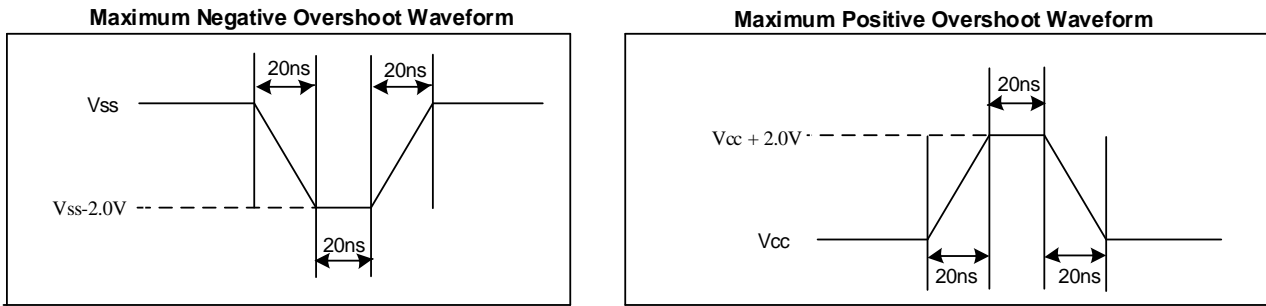 Maximum Negative Overshoot Waveform
20ns
20ns
Vss
Vss-2.0V
20ns
Maximum Positive Overshoot Waveform
20ns
Vcc + 2.0V
Vcc
20ns
20ns